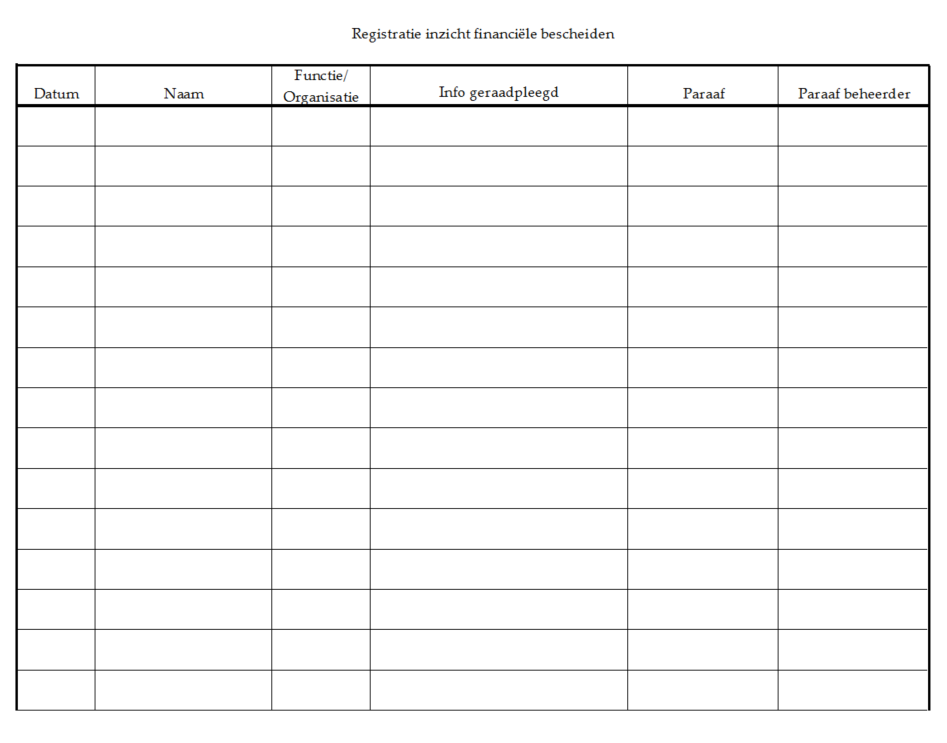 Registratie inzicht financiële bescheiden
Functie/
Datum Naam Organisatie Info geraadpleegd Paraaf Paraaf beheerder